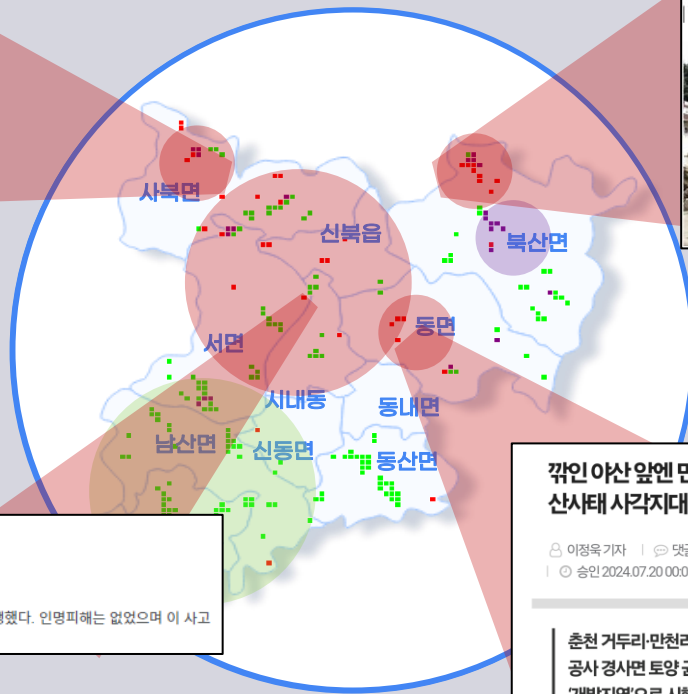 사북면
신북읍
북산면
동면
서면
시내동
동내면
남산면
신동면
동산면
했다. 인명피해는 없었으며 이 사고
깎인 야산 앞엔
산사태 사각지대
이정욱 기자
승인 2024.07.20 00:0
춘천 거두리·만천리
공사 경사면 토양